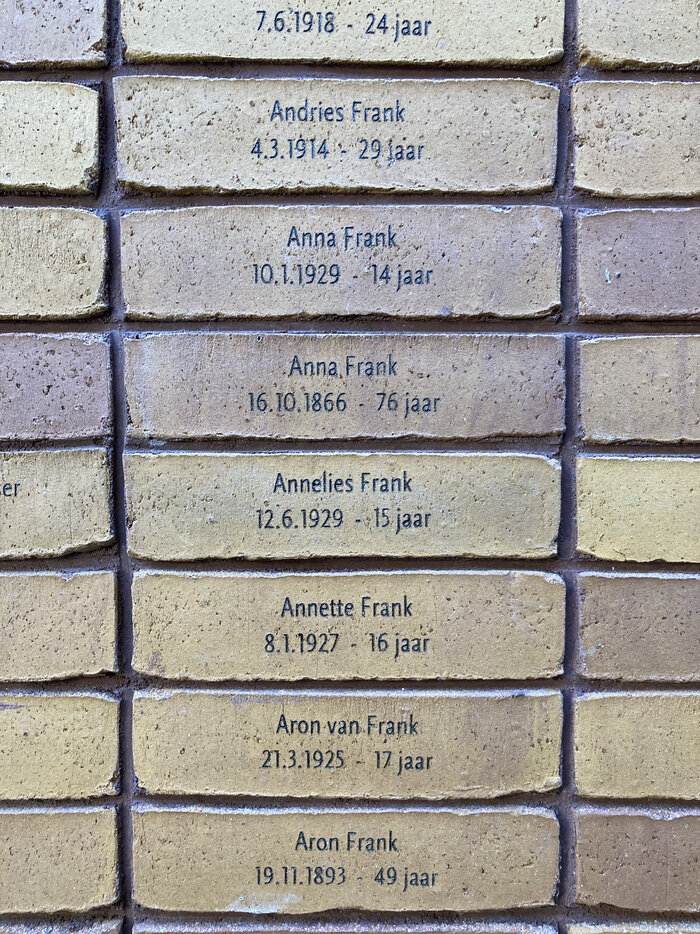 7.6.1918 - 24 jaar
Andries Frank
4.3.1914 - 29 jaar
Anna Frank
10.1.1929 - 14 jaar
Anna Frank
16.10.1866 - 76 jaar
er
Annelies Frank
12.6.1929 - 15 jaar
Annette Frank
8.1.1927 - 16 jaar
Aron van Frank
21.3.1925 - 17 jaar
Aron Frank
19.11.1893 - 49 jaar